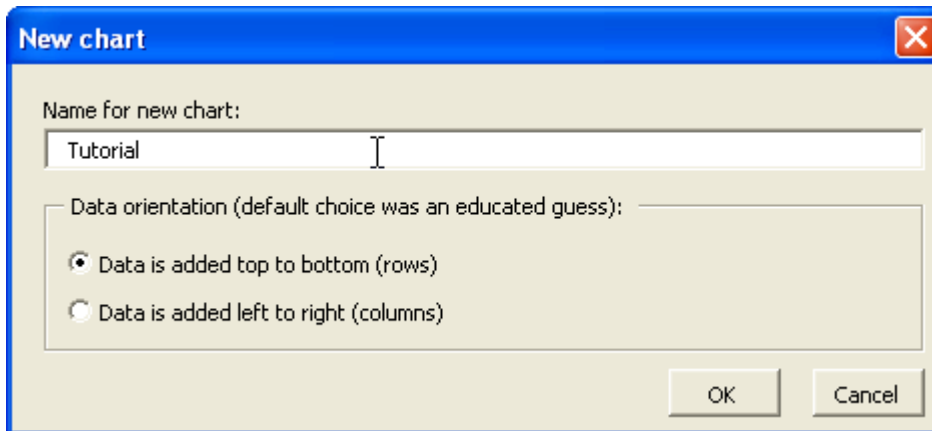 New chart
Name for new chart:
Tutorial
Data orientation (default choice was an educated guess):
Data is added top to bottom (rows)
Data is added left to right (columns)
OK Cancel